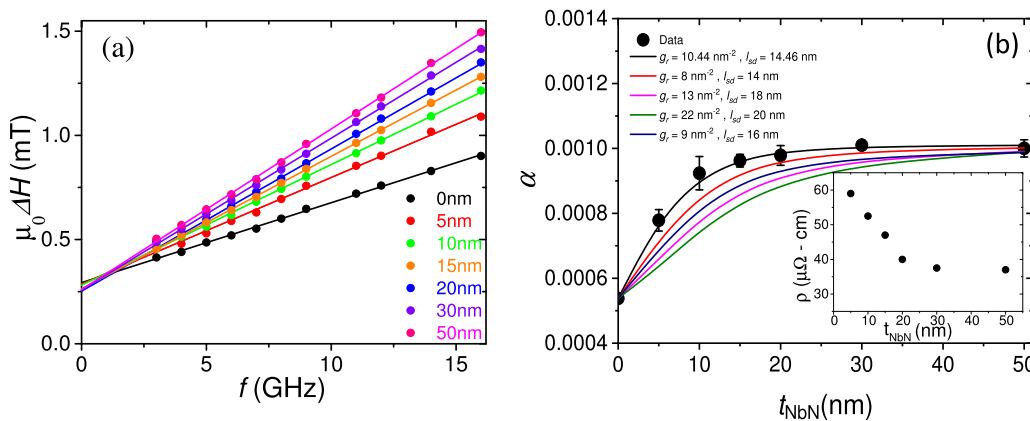 (a)
1.5
1.0
0.5
0.0
μ₀ΔH (mT)
0nm
5nm
10nm
15nm
20nm
30nm
50nm
0
5
10
15
f (GHz)
(b)
0.0014
0.0012
0.0010
0.0008
0.0006
0.0004
α
Data
gᵣ = 10.44 nm⁻² , lsd = 14.46 nm
gᵣ = 8 nm⁻² , lsd = 14 nm
gᵣ = 13 nm⁻² , lsd = 18 nm
gᵣ = 22 nm⁻² , lsd = 20 nm
gᵣ = 9 nm⁻² , lsd = 16 nm
60
50
40
30
ρ (μΩ - cm)
0 10 20 30 40 50
tNbN (nm)
0 10 20 30 40 50
tNbN(nm)